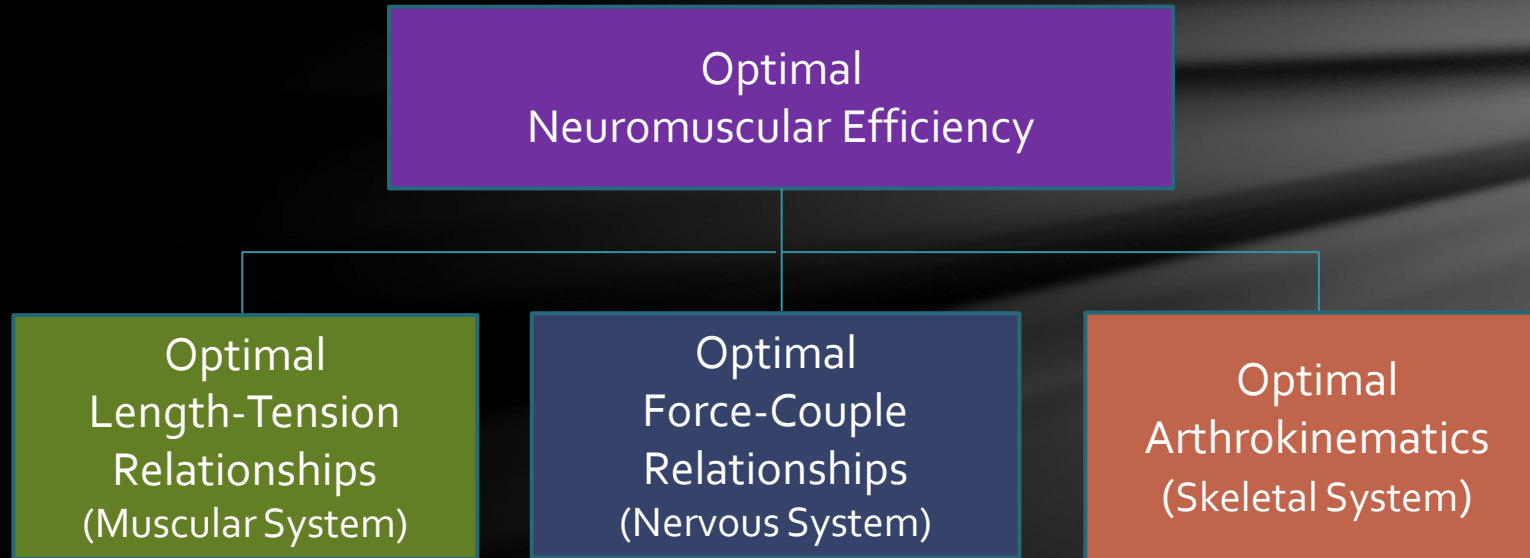 Optimal
Neuromuscular Efficiency
Optimal
Length-Tension
Relationships
(Muscular System)
Optimal
Force-Couple
Relationships
(Nervous System)
Optimal
Arthrokinematics
(Skeletal System)